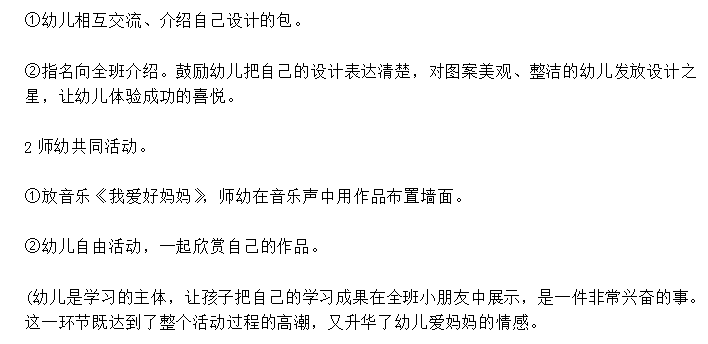 ①幼儿相互交流、介绍自己设计的包。
②指名向全班介绍。鼓励幼儿把自己的设计表达清楚，对图案美观、整洁的幼儿发放设计之
星，让幼儿体验成功的喜悦。
2 师幼共同活动。
①放音乐《我爱好妈妈》，师幼在音乐声中用作品布置墙面。
②幼儿自由活动，一起欣赏自己的作品。
(幼儿是学习的主体，让孩子把自己的学习成果在全班小朋友中展示，是一件非常兴奋的事。
这一环节既达到了整个活动过程的高潮，又升华了幼儿爱妈妈的情感。